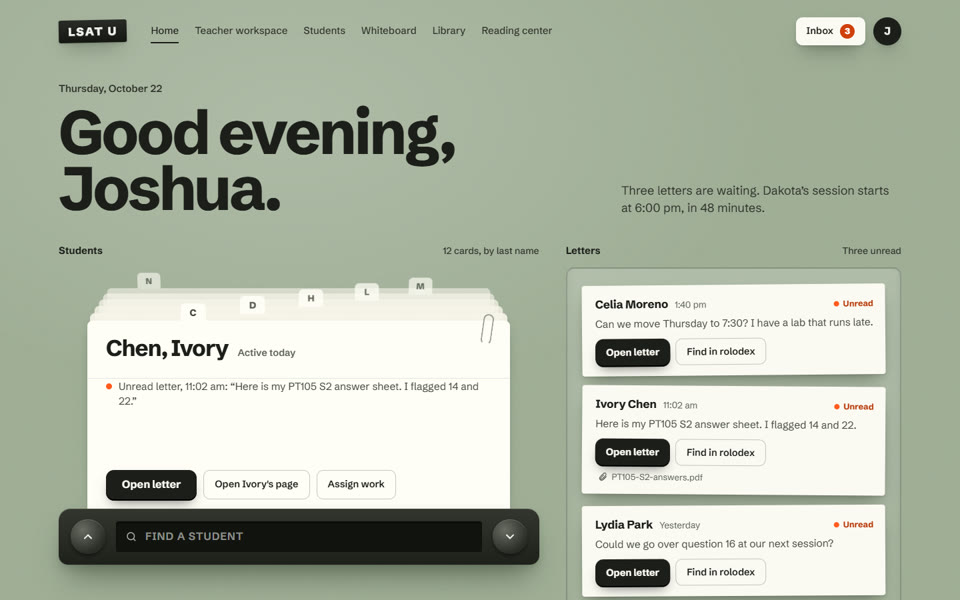 LSAT U
Home
Teacher workspace
Students
Whiteboard
Library
Reading center
Inbox 3
J
Thursday, October 22
Good evening,
Joshua.
Three letters are waiting. Dakota's session starts
at 6:00 pm, in 48 minutes.
Students
12 cards, by last name
N
C
D
H
L
M
Chen, Ivory Active today
Unread letter, 11:02 am: “Here is my PT105 S2 answer sheet. I flagged 14 and
22.”
Open letter
Open Ivory's page
Assign work
FIND A STUDENT
Letters
Three unread
Celia Moreno 1:40 pm Unread
Can we move Thursday to 7:30? I have a lab that runs late.
Open letter
Find in rolodex
Ivory Chen 11:02 am Unread
Here is my PT105 S2 answer sheet. I flagged 14 and 22.
Open letter
Find in rolodex
PT105-S2-answers.pdf
Lydia Park Yesterday Unread
Could we go over question 16 at our next session?
Open letter
Find in rolodex